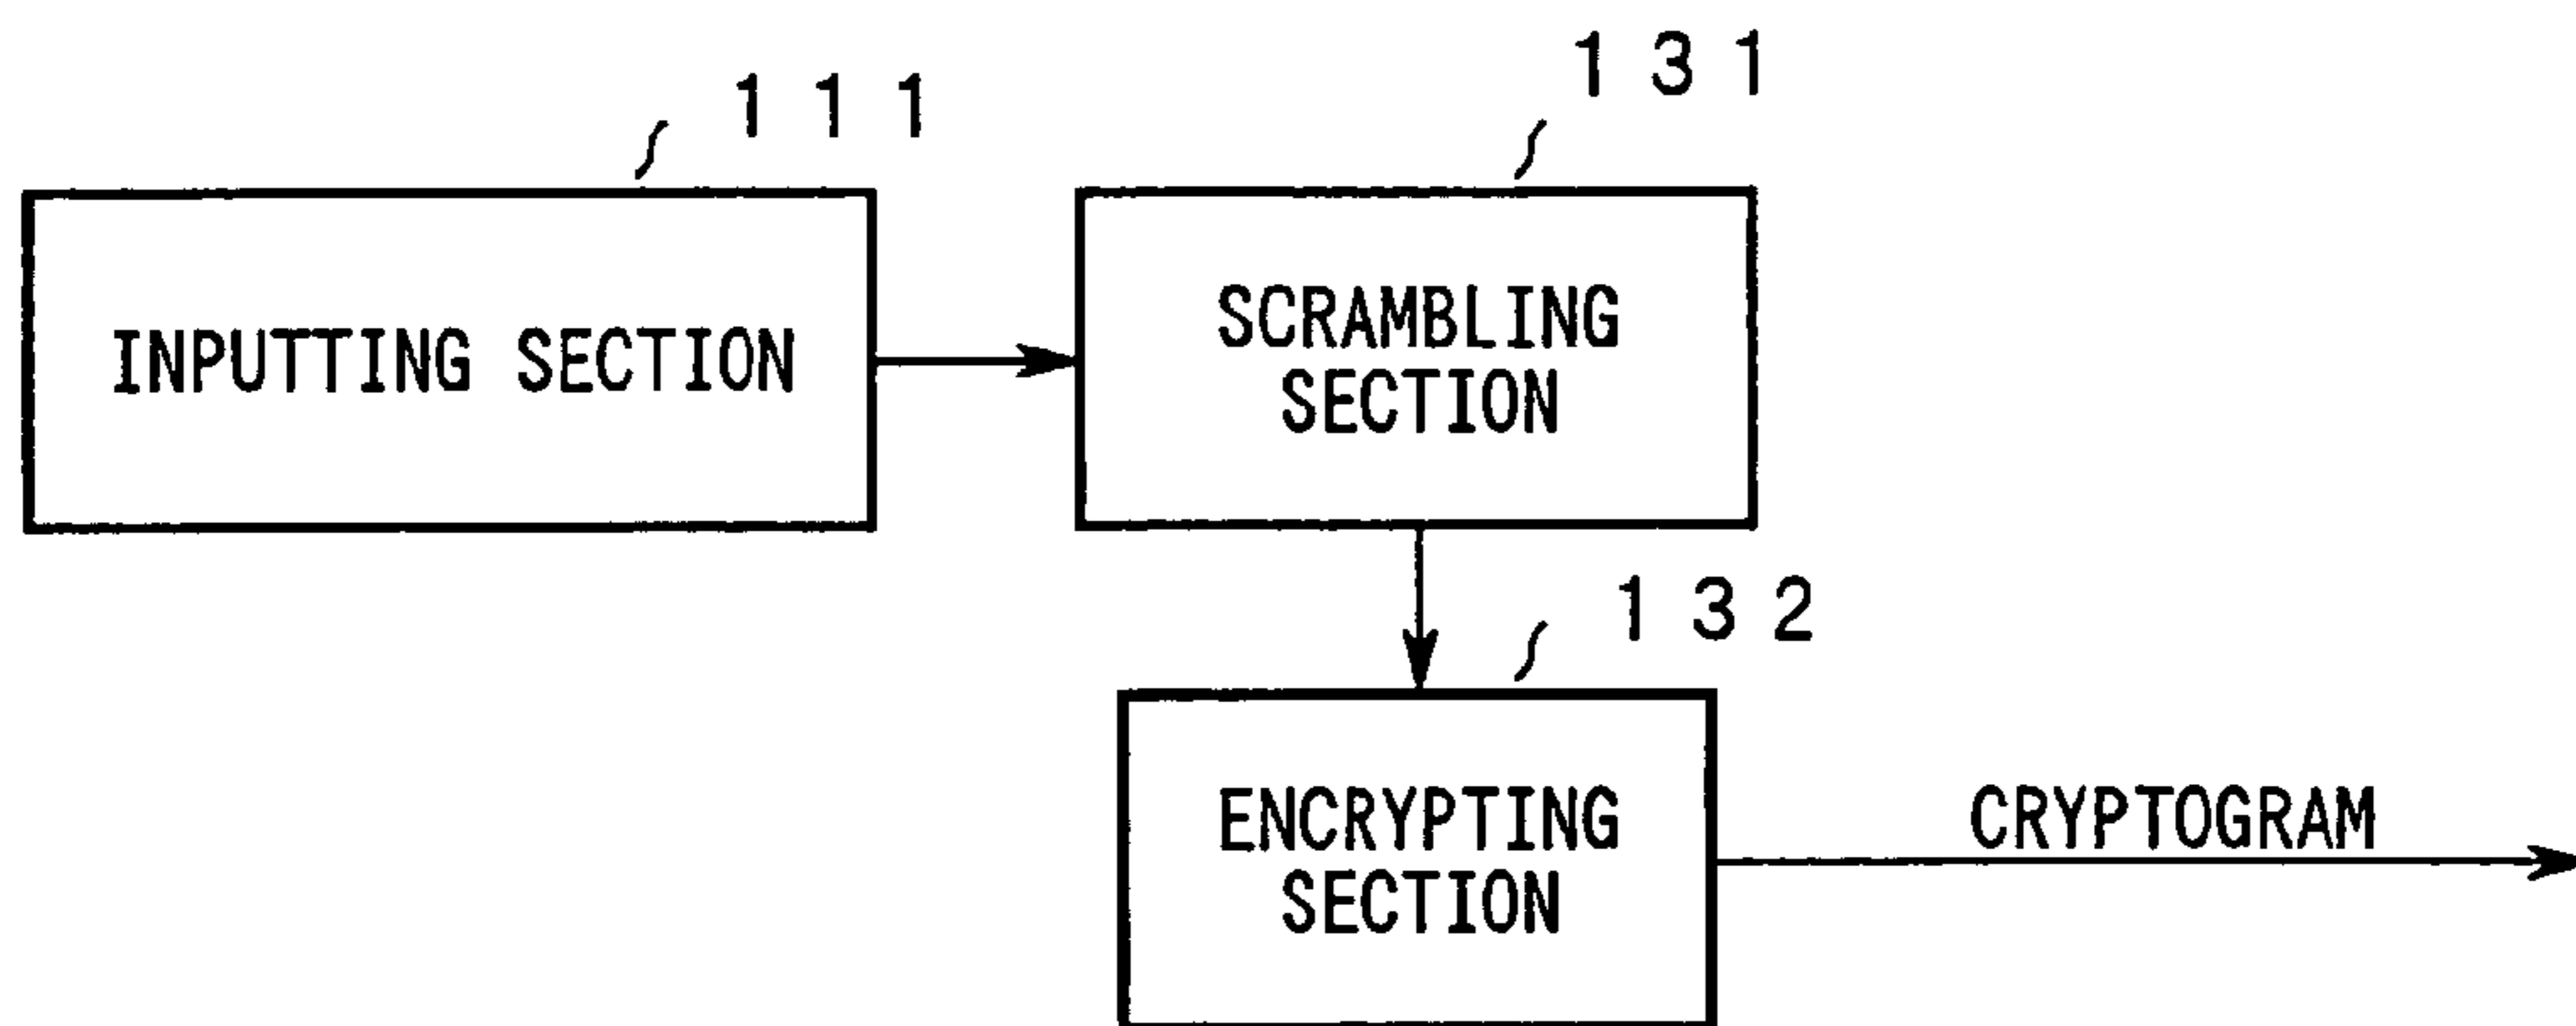 111
131
INPUTTING SECTION
SCRAMBLING
SECTION
132
ENCRYPTING
SECTION
CRYPTOGRAM